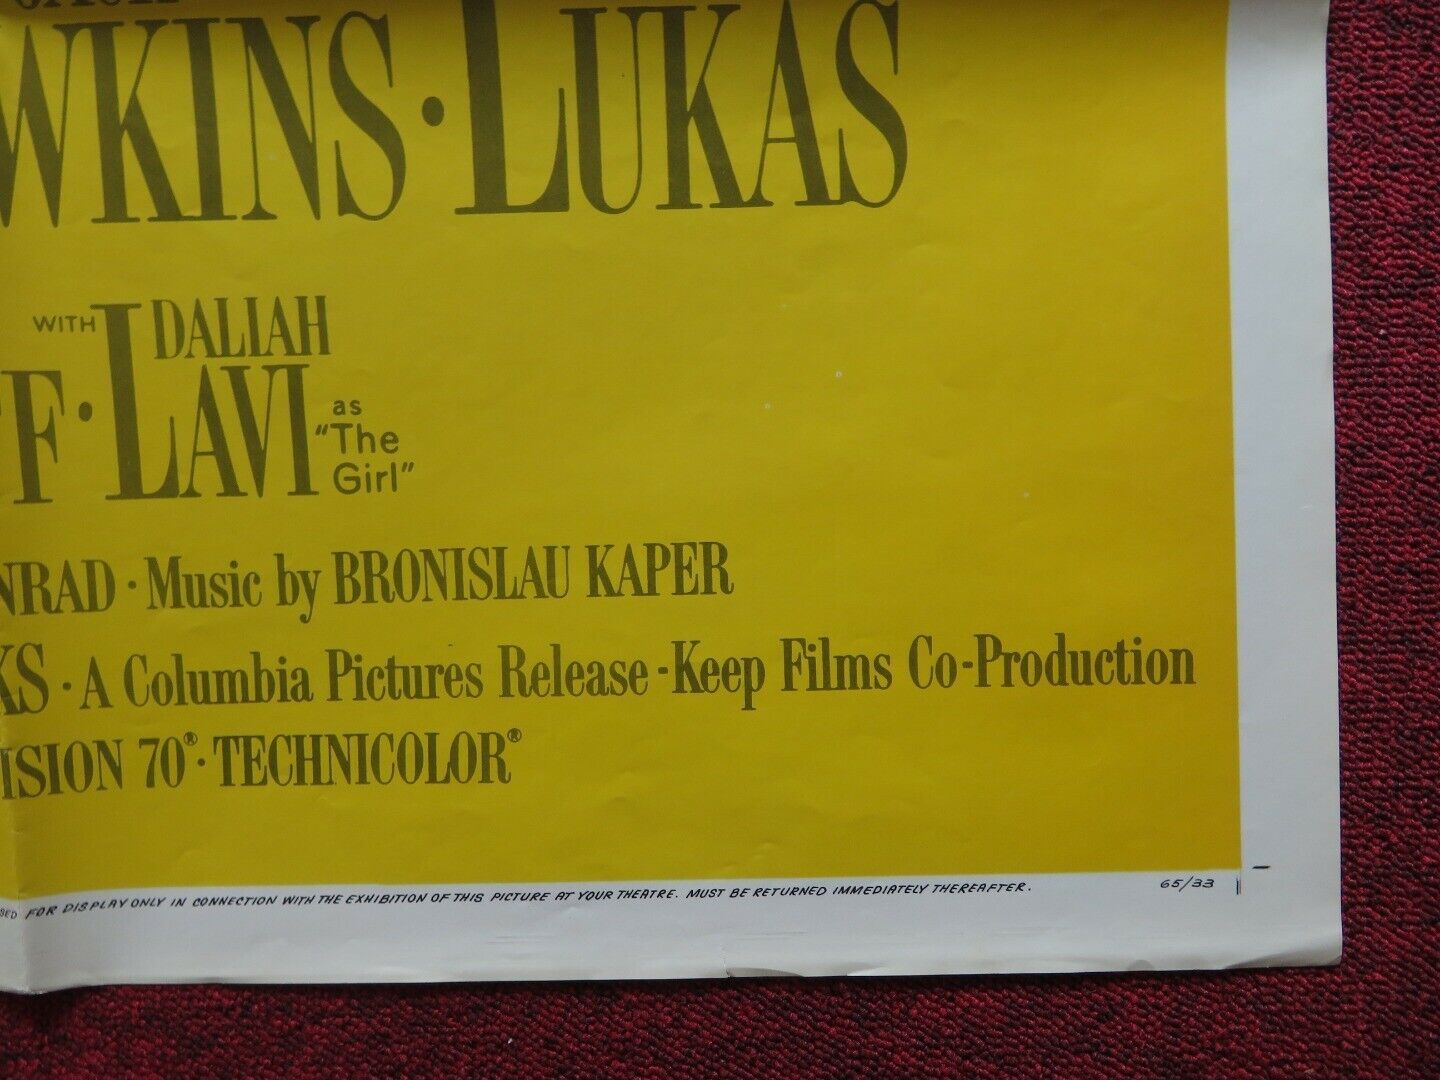 WKINS · LUKAS
WITH DALIAH
F · LAVI as
"The
Girl"
NRAD · Music by BRONISLAU KAPER
KS · A Columbia Pictures Release - Keep Films Co-Production
ISION 70® · TECHNICOLOR®
SED FOR DISPLAY ONLY IN CONNECTION WITH THE EXHIBITION OF THIS PICTURE AT YOUR THEATRE. MUST BE RETURNED IMMEDIATELY THEREAFTER. 65/33